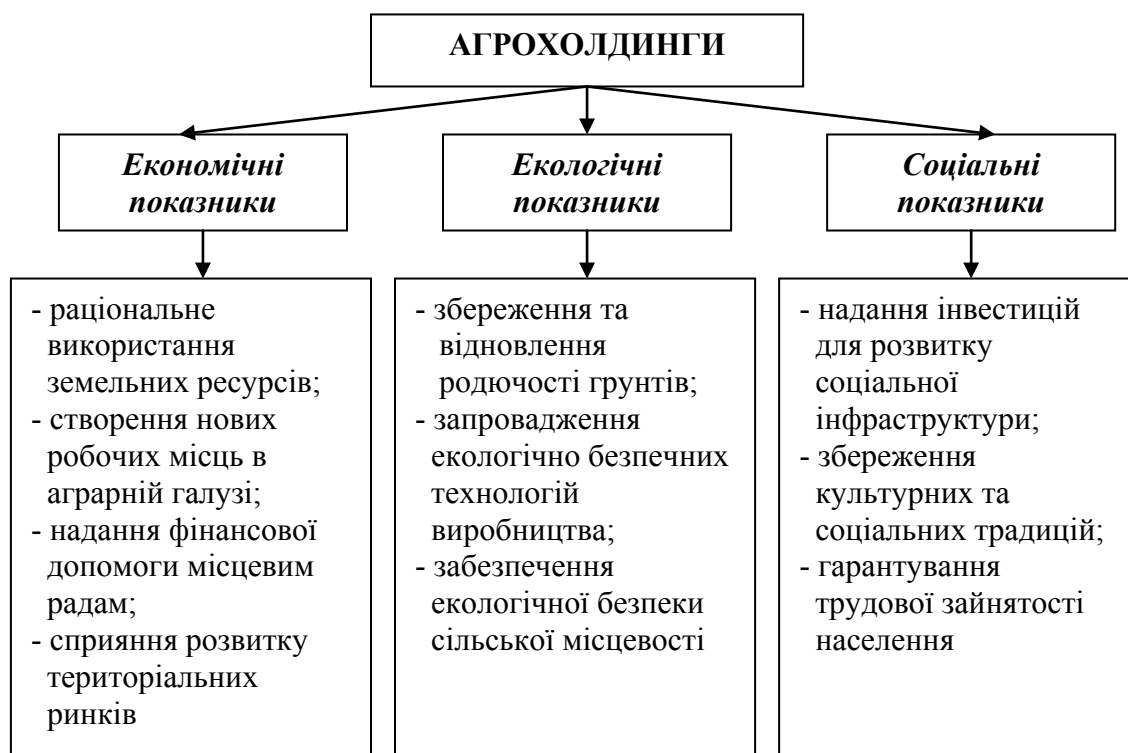 АГРОХОЛДИНГИ
Економічні
показники
Екологічні
показники
Соціальні
показники
- раціональне
використання
земельних ресурсів;
- створення нових
робочих місць в
аграрній галузі;
- надання фінансової
допомоги місцевим
радам;
- сприяння розвитку
територіальних
ринків
- збереження та
відновлення
родючості грунтів;
- запровадження
екологічно безпечних
технологій
виробництва;
- забезпечення
екологічної безпеки
сільської місцевості
- надання інвестицій
для розвитку
соціальної
інфраструктури;
- збереження
культурних та
соціальних традицій;
- гарантування
трудової зайнятості
населення